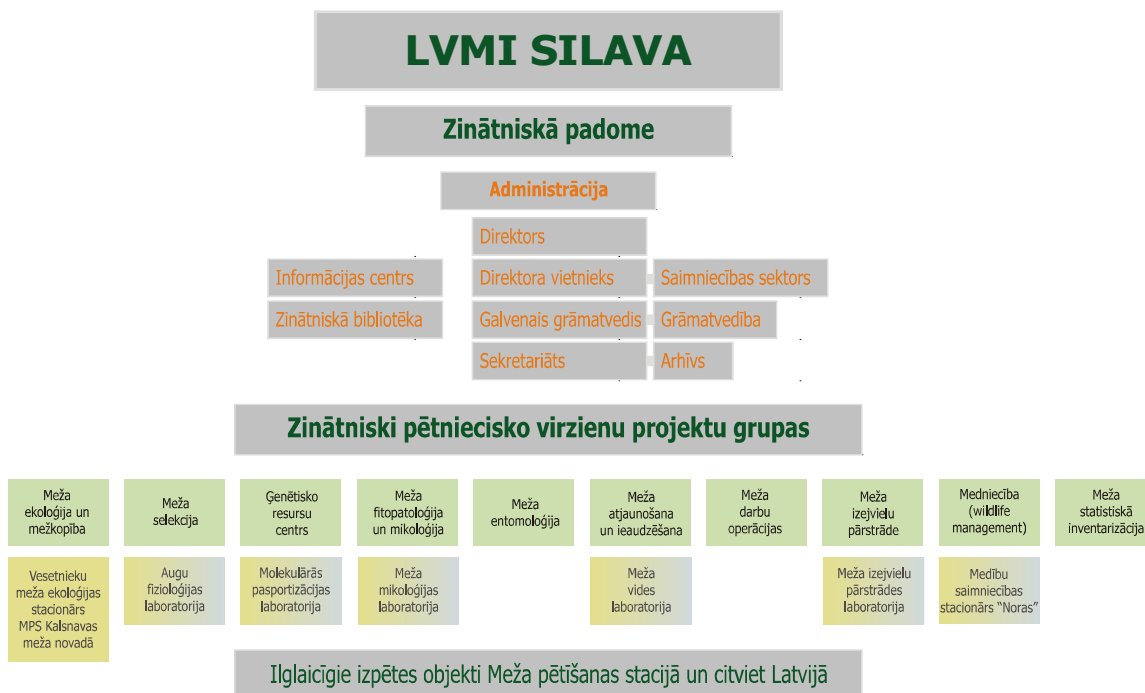 LVMI SILAVA
Zinātniskā padome
Administrācija
Direktors
Informācijas centrs
Direktora vietnieks
Saimniecības sektors
Zinātniskā bibliotēka
Galvenais grāmatvedis
Grāmatvedība
Sekretariāts
Arhīvs
Zinātniski pētniecisko virzienu projektu grupas
Meža
ekoloģija un
mežkopība
Meža
selekcija
Ģenētisko
resursu
centrs
Meža
fitopatoloģija
un mikoloģija
Meža
entomoloģija
Meža
atjaunošana
un ieaudzēšana
Meža
darbu
operācijas
Meža
izejvielu
pārstrāde
Medniecība
(wildlife
management)
Meža
statistiskā
inventarizācija
Vesetnieku
meža ekoloģijas
stacionārs
MPS Kalsnavas
meža novadā
Augu
fizioloģijas
laboratorija
Molekulārās
pasportizācijas
laboratorija
Meža
mikoloģijas
laboratorija
Meža
vides
laboratorija
Meža izejvielu
pārstrādes
laboratorija
Medību
saimniecības
stacionārs “Noras”
Ilglaicīgie izpētes objekti Meža pētīšanas stacijā un citviet Latvijā